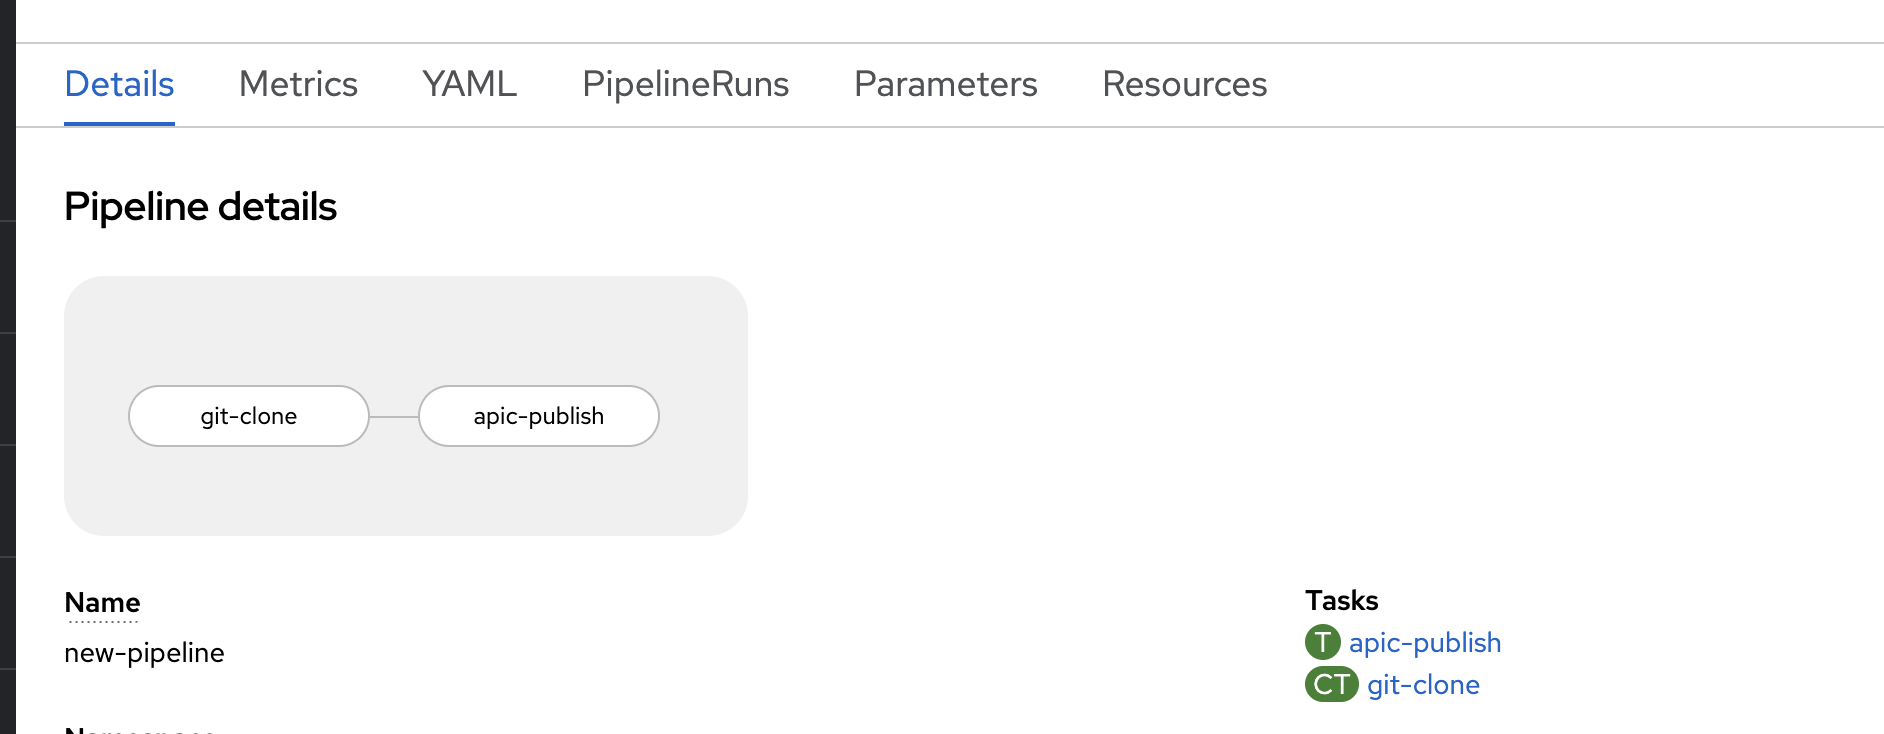 Details Metrics YAML PipelineRuns Parameters Resources
Pipeline details
git-clone apic-publish
Name
new-pipeline
Tasks
T apic-publish
CT git-clone